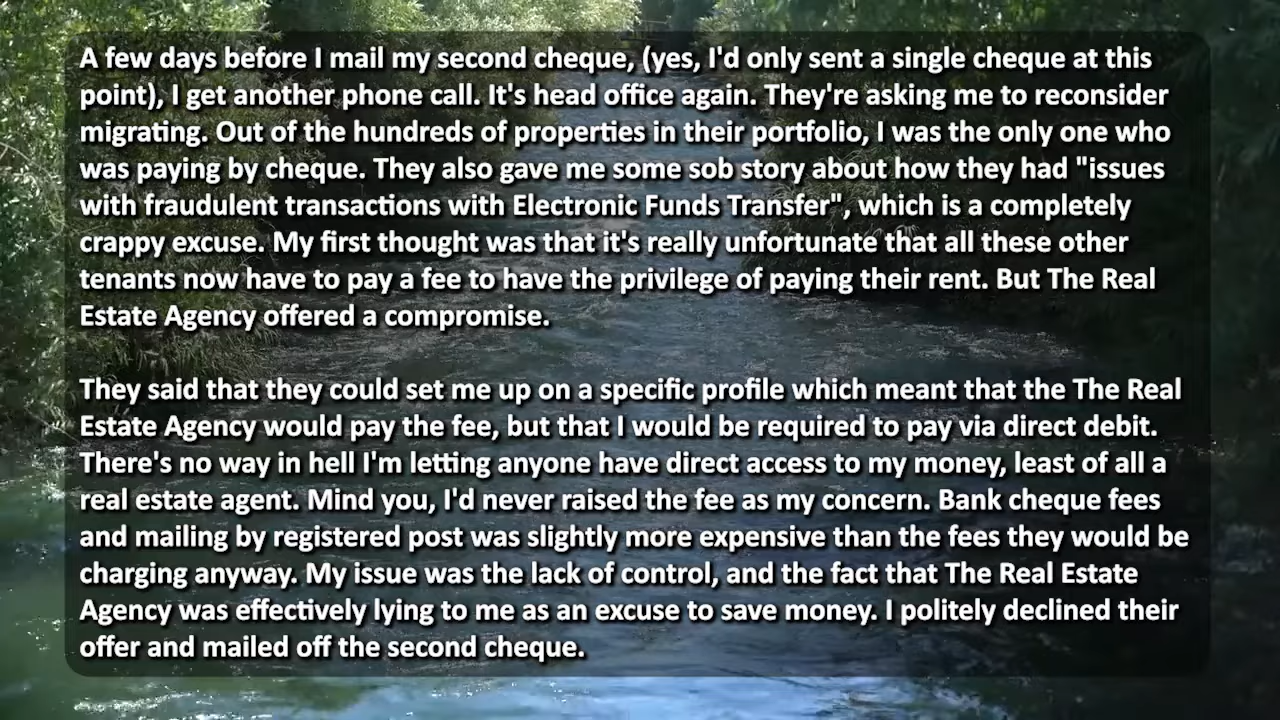 A few days before I mail my second cheque, (yes, I'd only sent a single cheque at this
point), I get another phone call. It's head office again. They're asking me to reconsider
migrating. Out of the hundreds of properties in their portfolio, I was the only one who
was paying by cheque. They also gave me some sob story about how they had "issues
with fraudulent transactions with Electronic Funds Transfer", which is a completely
crappy excuse. My first thought was that it's really unfortunate that all these other
tenants now have to pay a fee to have the privilege of paying their rent. But The Real
Estate Agency offered a compromise.
They said that they could set me up on a specific profile which meant that the The Real
Estate Agency would pay the fee, but that I would be required to pay via direct debit.
There's no way in hell I'm letting anyone have direct access to my money, least of all a
real estate agent. Mind you, I'd never raised the fee as my concern. Bank cheque fees
and mailing by registered post was slightly more expensive than the fees they would be
charging anyway. My issue was the lack of control, and the fact that The Real Estate
Agency was effectively lying to me as an excuse to save money. I politely declined their
offer and mailed off the second cheque.